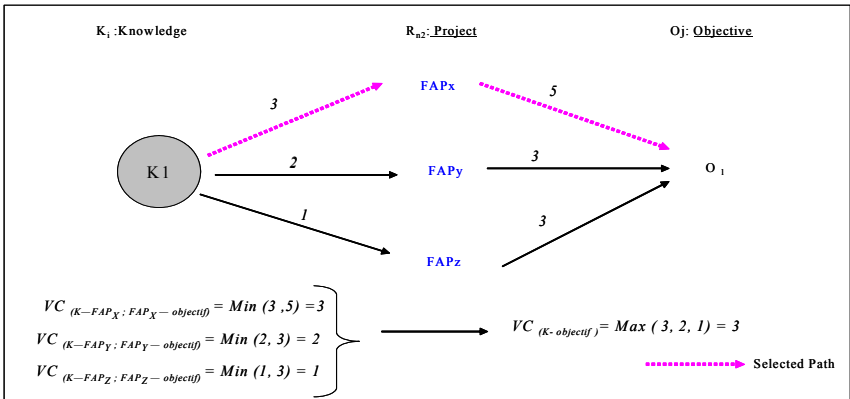 Ki :Knowledge Rn2: Project Oj: Objective
FAPx
3 5
K1 2 FAPy 3 O 1
1 3
FAPz
VC (K—FAPX ; FAPX — objectif) = Min (3 ,5) =3
VC (K—FAPY ; FAPY — objectif) = Min (2, 3) = 2
VC (K—FAPZ ; FAPZ — objectif) = Min (1, 3) = 1
VC (K- objectif ) = Max ( 3, 2, 1) = 3
Selected Path